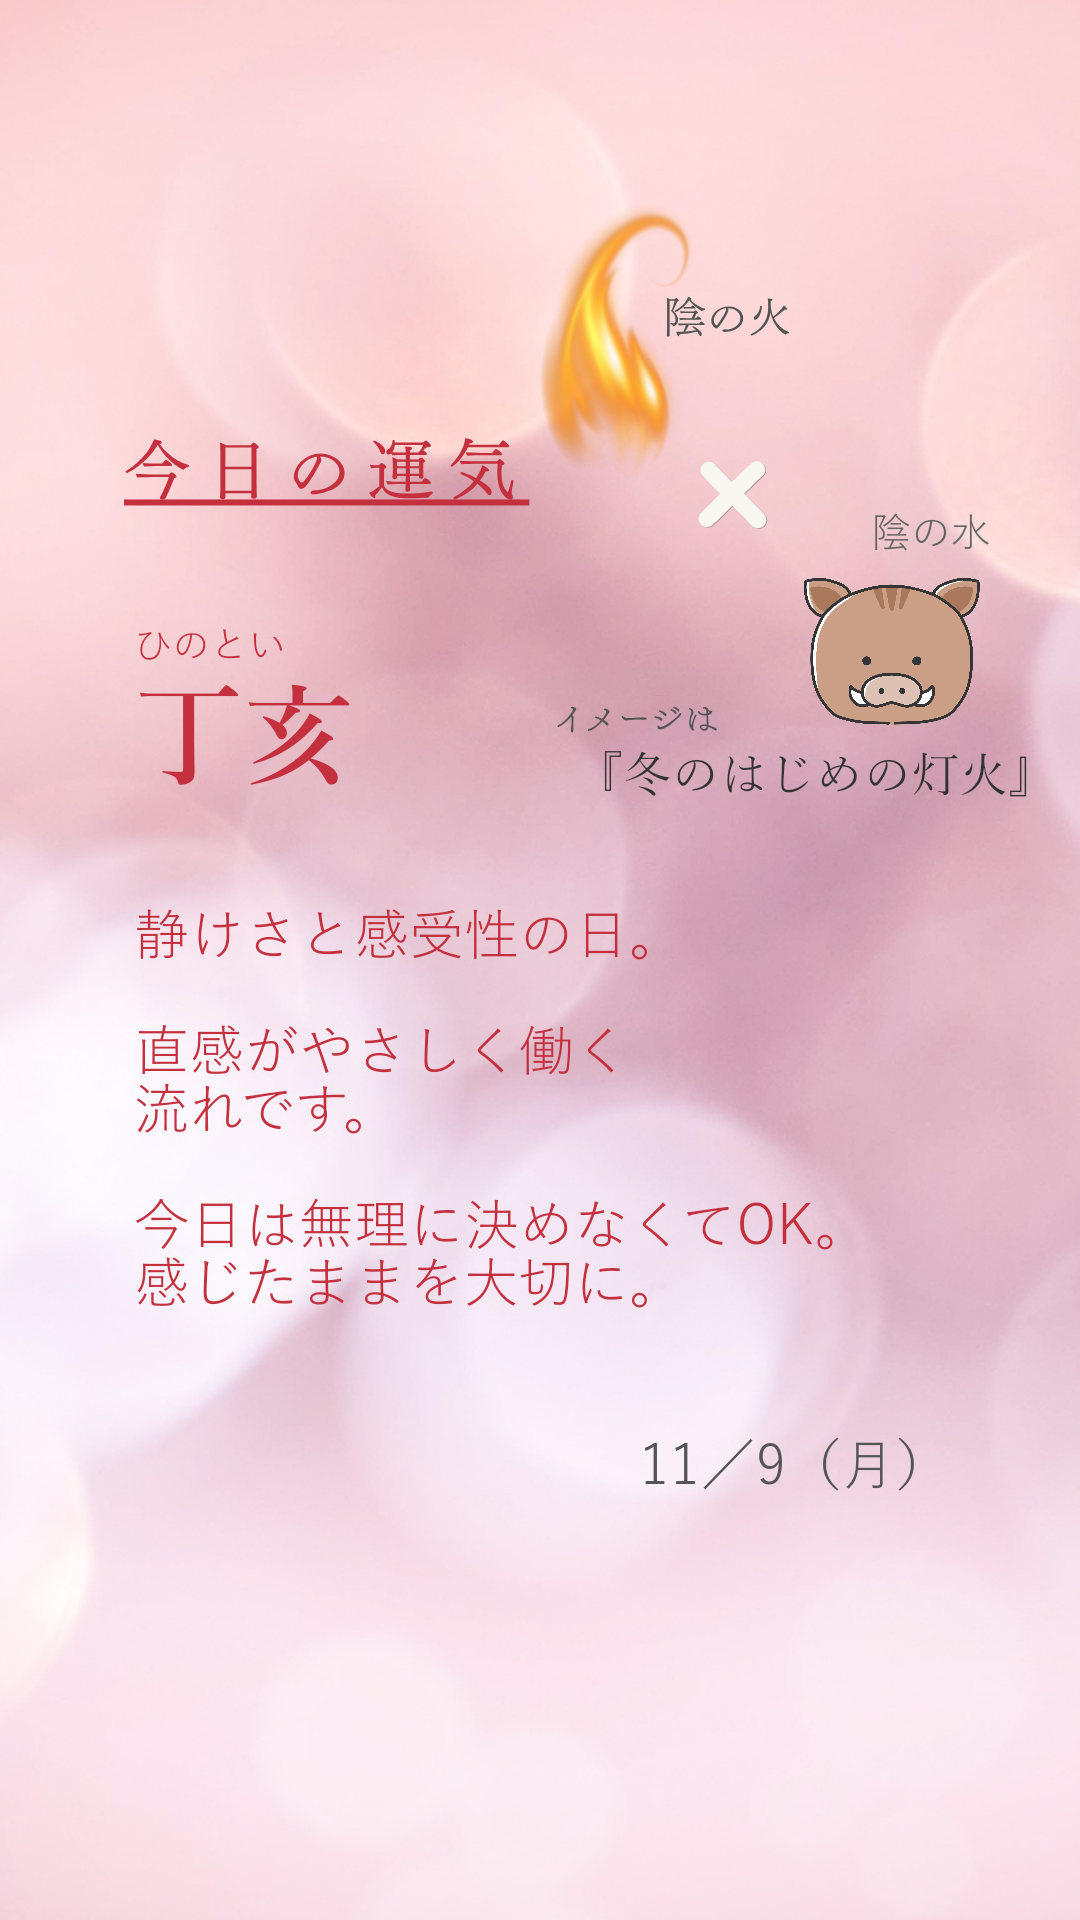 陰の火
今日の運気
陰の水
ひのとい
丁亥
イメージは
『冬のはじめの灯火』
静けさと感受性の日。
直感がやさしく働く
流れです。
今日は無理に決めなくてOK。
感じたままを大切に。
11／9（月）